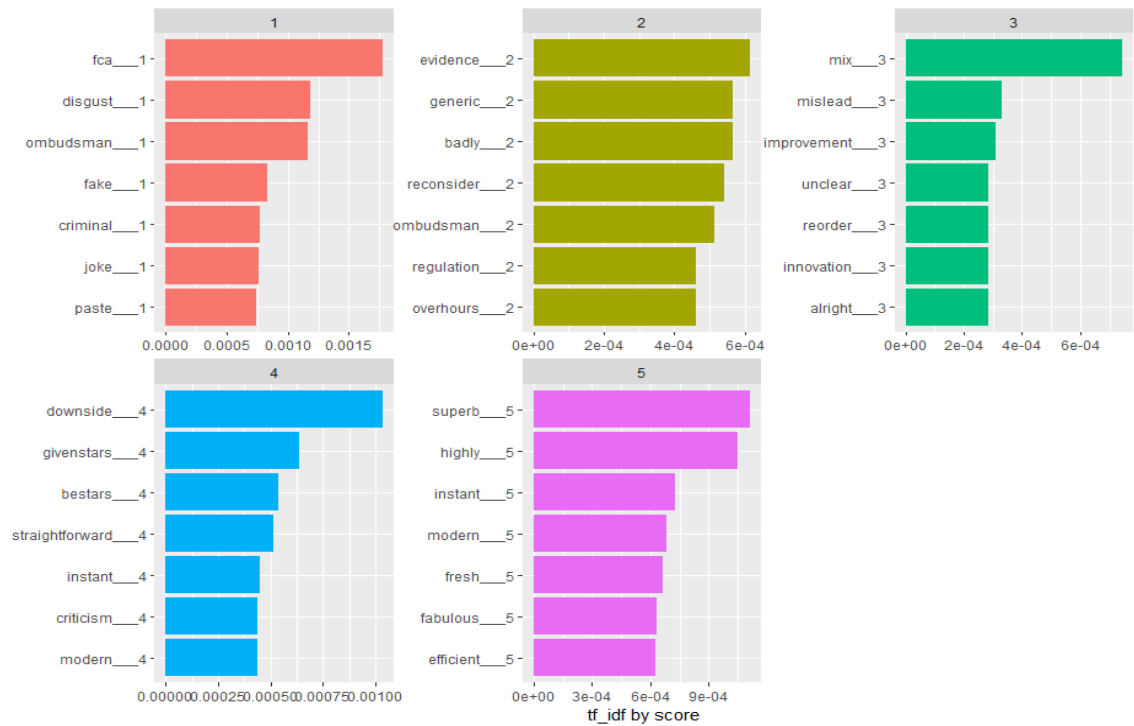 1
fca___1
disgust___1
ombudsman___1
fake___1
criminal___1
joke___1
paste___1
0.0000 0.0005 0.0010 0.0015
2
evidence___2
generic___2
badly___2
reconsider___2
ombudsman___2
regulation___2
overhours___2
0e+00 2e-04 4e-04 6e-04
3
mix___3
mislead___3
improvement___3
unclear___3
reorder___3
innovation___3
alright___3
0e+00 2e-04 4e-04 6e-04
4
downside___4
givenstars___4
bestars___4
straightforward___4
instant___4
criticism___4
modern___4
0.00000 0.00025 0.00050 0.00075 0.00100
5
superb___5
highly___5
instant___5
modern___5
fresh___5
fabulous___5
efficient___5
0e+00 3e-04 6e-04 9e-04
tf_idf by score